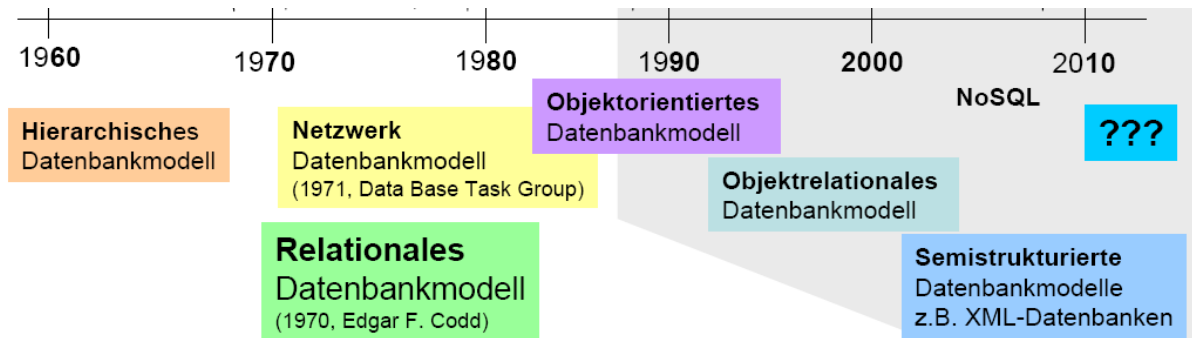 1960 1970 1980 1990 2000 2010
NoSQL
Hierarchisches
Datenbankmodell
Netzwerk
Datenbankmodell
(1971, Data Base Task Group)
Objektorientiertes
Datenbankmodell
???
Relationales
Datenbankmodell
(1970, Edgar F. Codd)
Objektrelationales
Datenbankmodell
Semistrukturierte
Datenbankmodelle
z.B. XML-Datenbanken